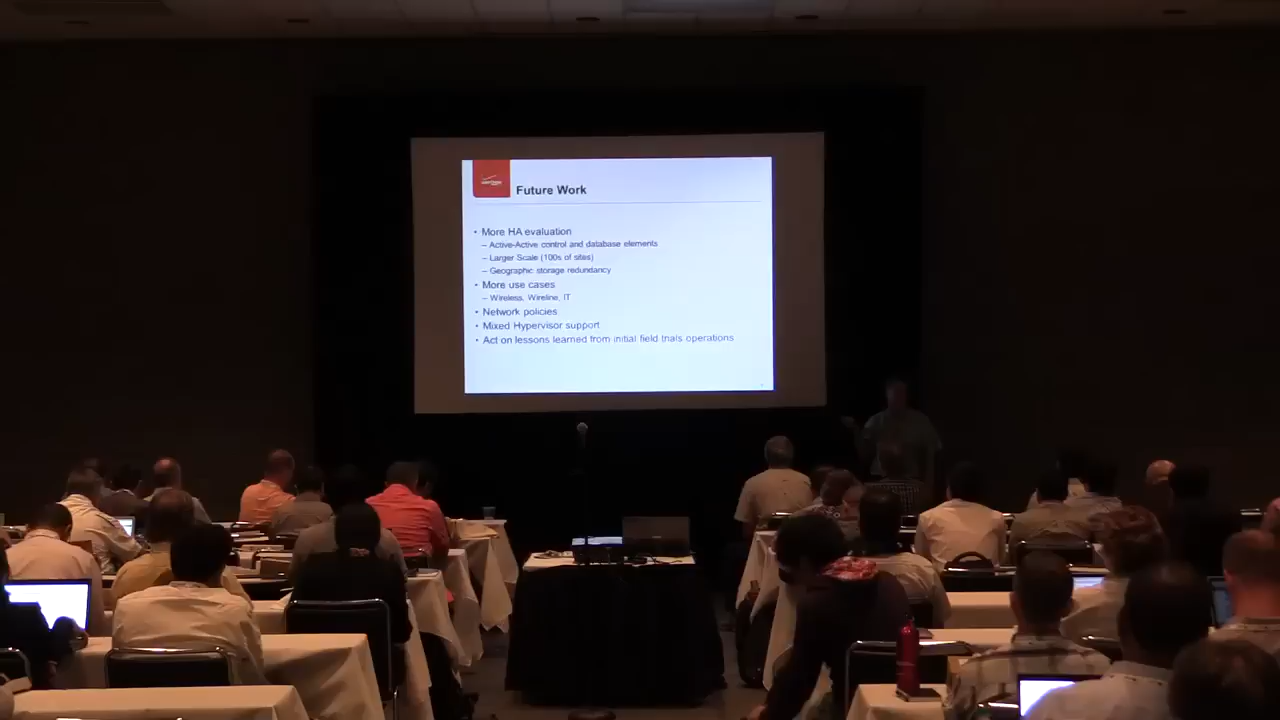 Future Work
• More HA evaluation
– Active-Active control and database elements
– Larger Scale (100s of sites)
– Geographic storage redundancy
• More use cases
– Wireless, Wireline, IT
• Network policies
• Mixed Hypervisor support
• Act on lessons learned from initial field trials operations